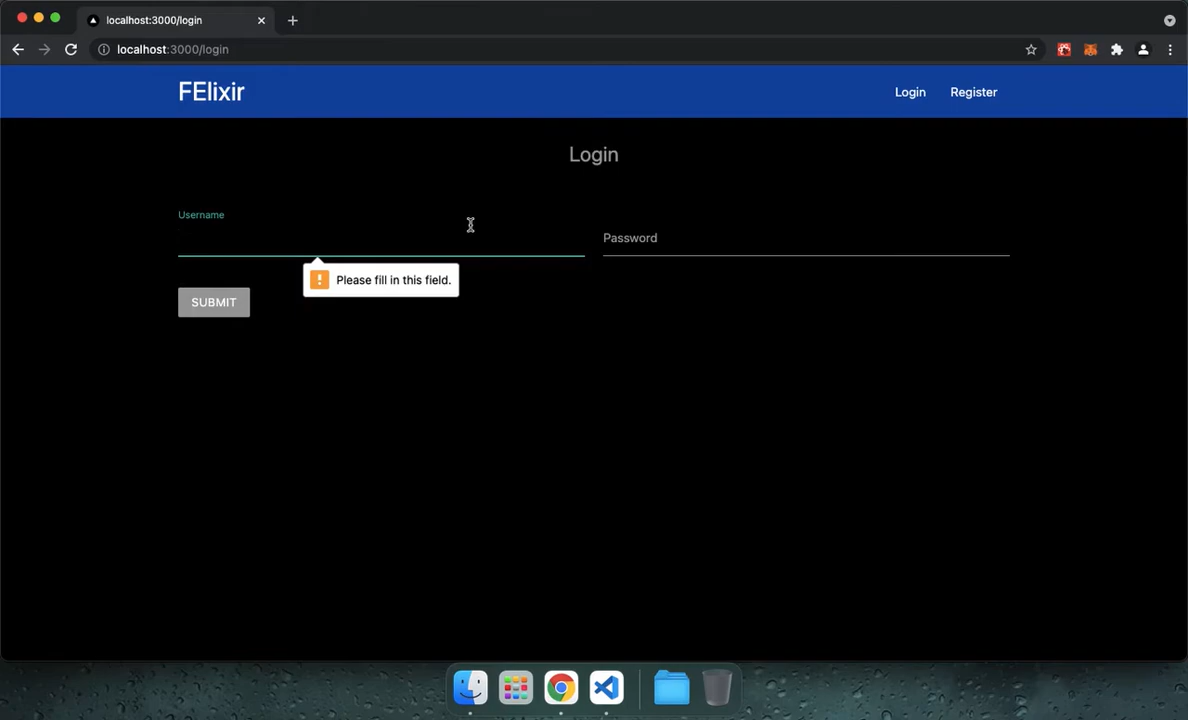 localhost:3000/login
localhost:3000/login
FElixir
Login
Register
Login
Username
Password
Please fill in this field.
SUBMIT